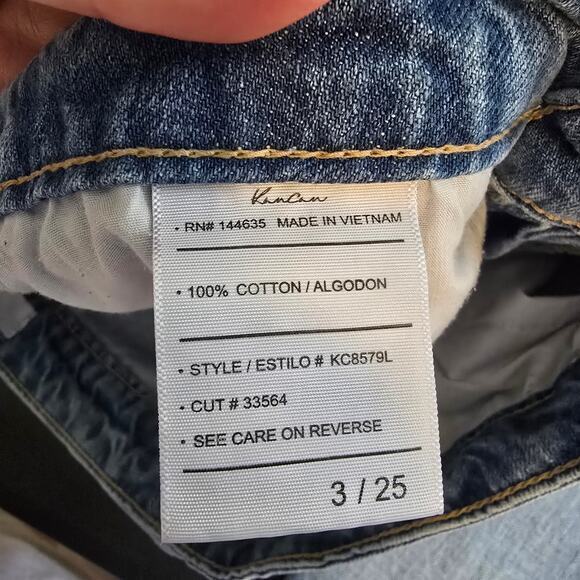 KanCan
• RN# 144635 MADE IN VIETNAM
• 100% COTTON / ALGODON
• STYLE / ESTILO # KC8579L
• CUT # 33564
• SEE CARE ON REVERSE
3 / 25